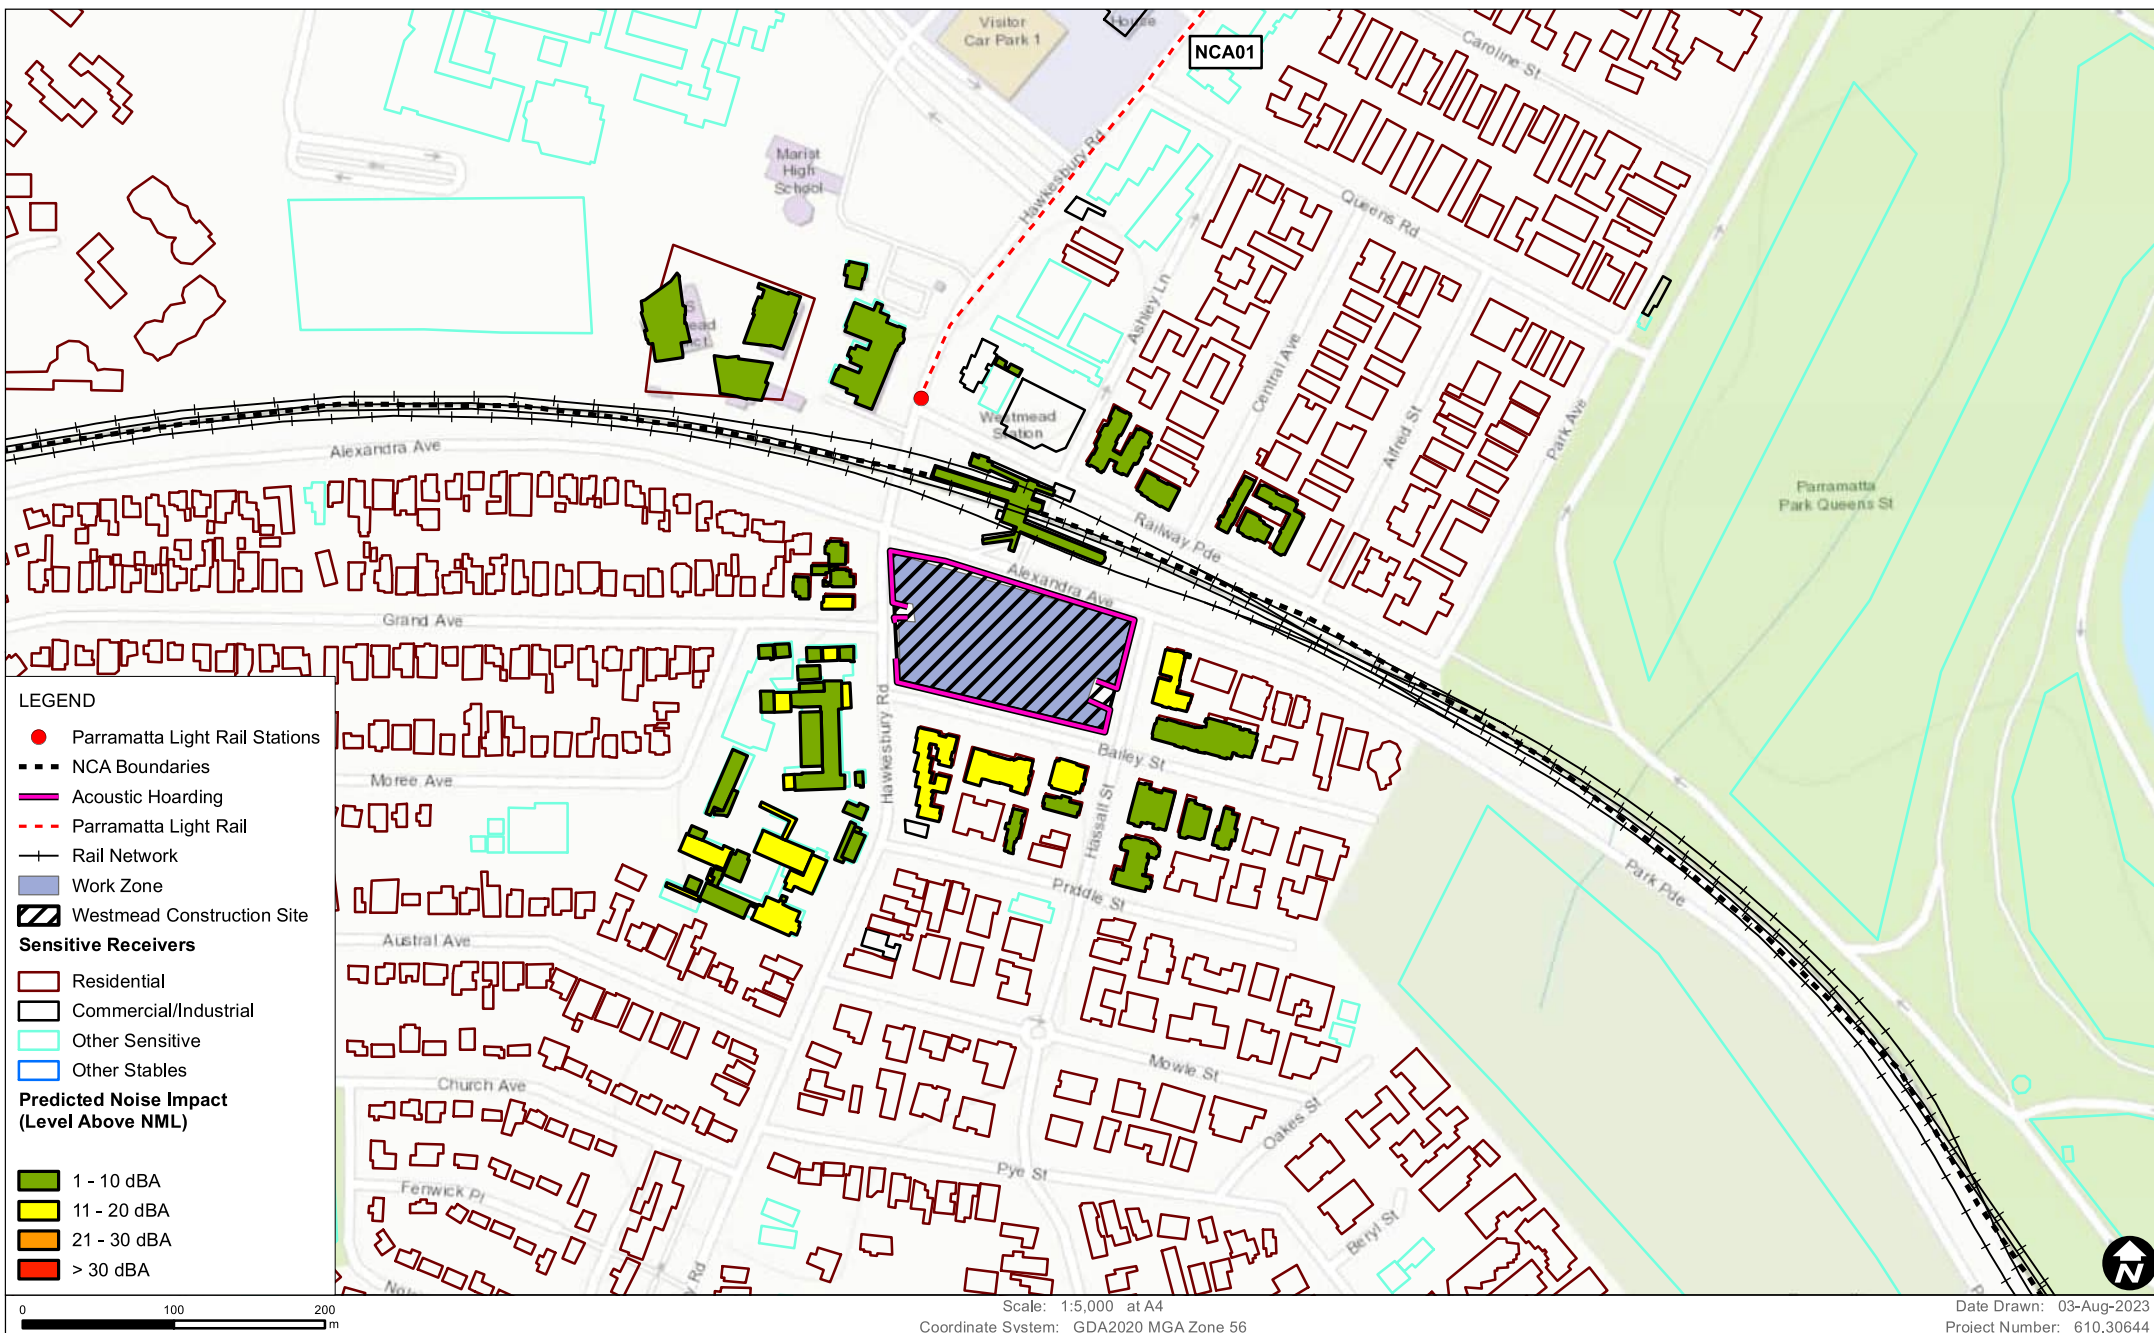 Visitor
Car Park 1
House
NCA01
Caroline St
Marist
High
School
Hawkesbury Rd
Queens Rd
Ashley Ln
Central Ave
Westmead
Station
Alfred St
Park Ave
Alexandra Ave
Parramatta
Park Queens St
Railway Pde
Alexandra Ave
Grand Ave
Hawkesbury Rd
Bailey St
Moree Ave
Hassall St
Priddle St
Park Pde
Austral Ave
Mowle St
Church Ave
Oakes St
Pye St
Fenwick Pl
Beryl St
y Rd
LEGEND
Parramatta Light Rail Stations
NCA Boundaries
Acoustic Hoarding
Parramatta Light Rail
Rail Network
Work Zone
Westmead Construction Site
Sensitive Receivers
Residential
Commercial/Industrial
Other Sensitive
Other Stables
Predicted Noise Impact
(Level Above NML)
1 - 10 dBA
11 - 20 dBA
21 - 30 dBA
> 30 dBA
N
0 100 200
m
Scale: 1:5,000 at A4
Coordinate System: GDA2020 MGA Zone 56
Date Drawn: 03-Aug-2023
Project Number: 610.30644